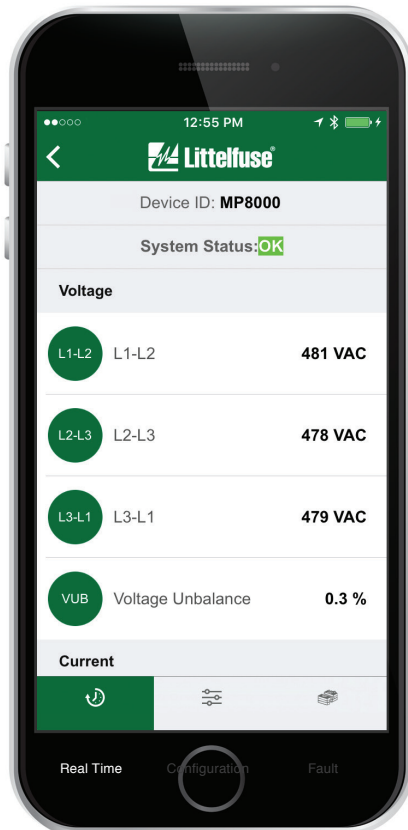 12:55 PM
Littelfuse®
Device ID: MP8000
System Status:OK
Voltage
L1-L2 L1-L2 481 VAC
L2-L3 L2-L3 478 VAC
L3-L1 L3-L1 479 VAC
VUB Voltage Unbalance 0.3 %
Current
Real Time Configuration Fault